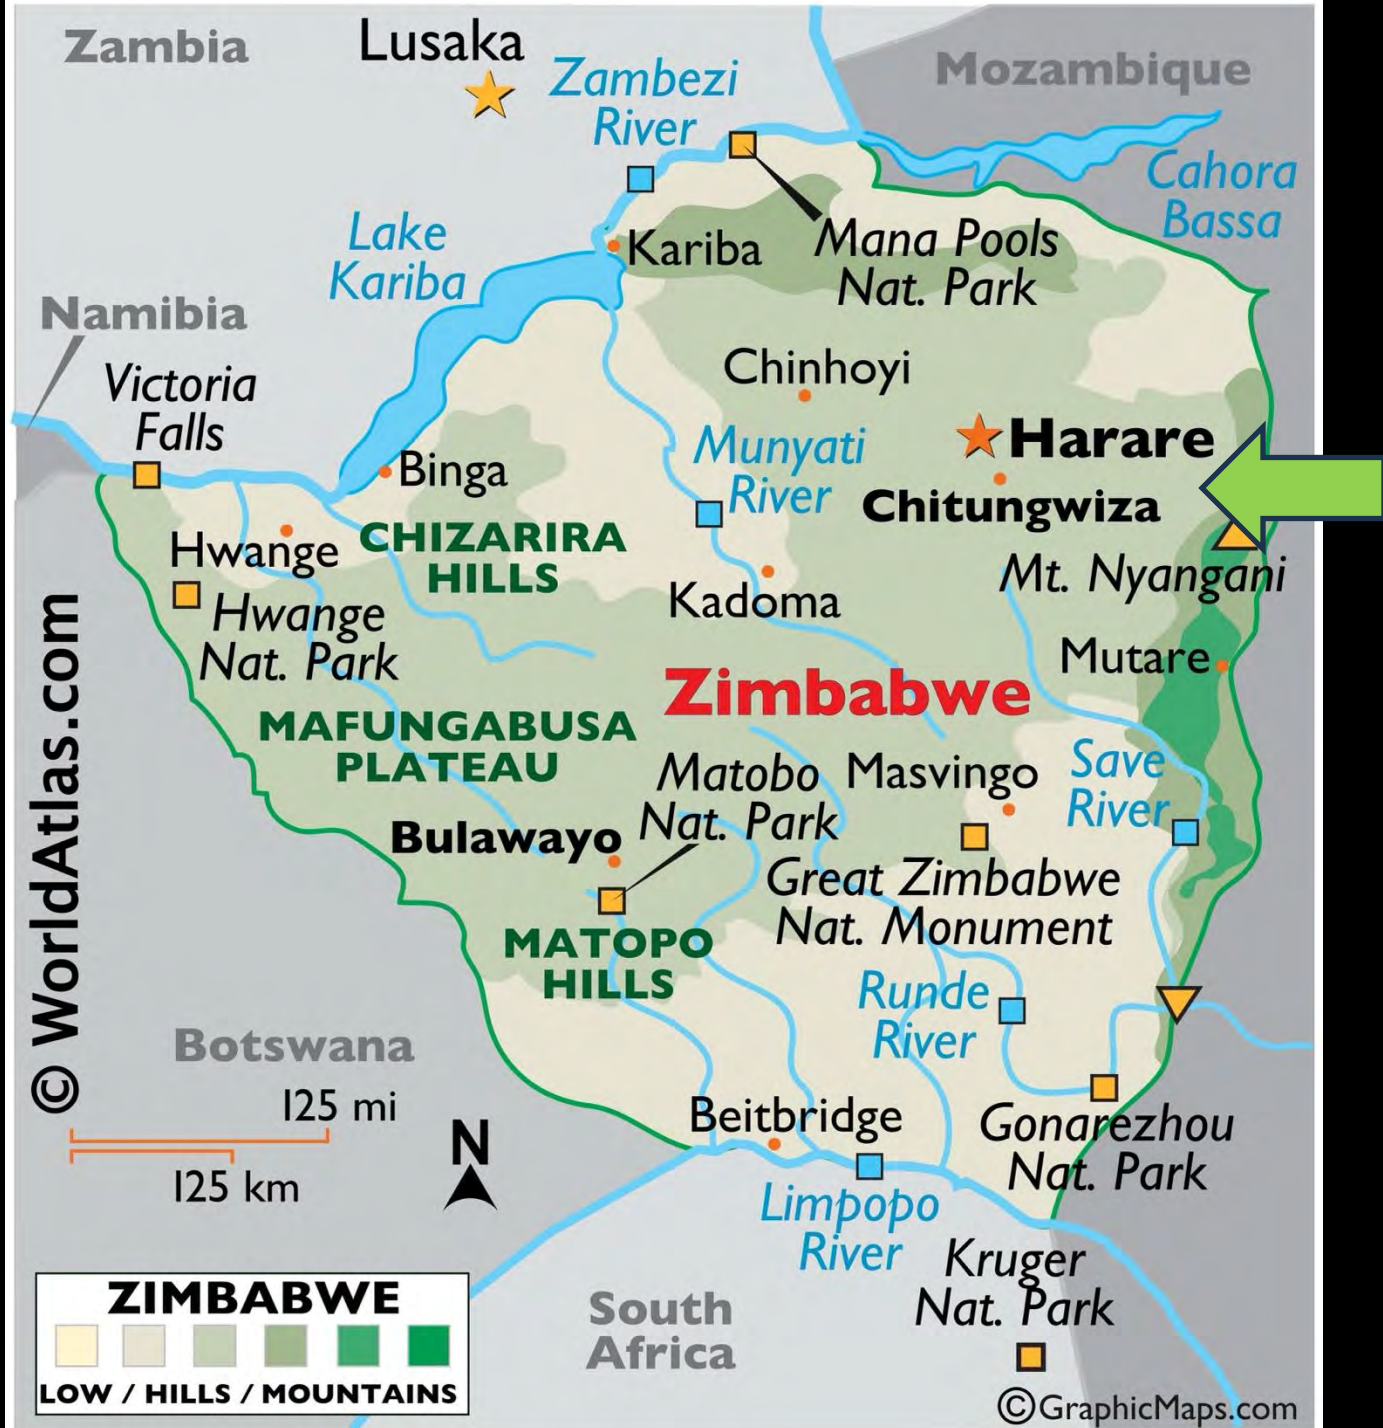 Zambia
Lusaka
Zambezi
River
Mozambique
Cahora
Bassa
Lake
Kariba
Kariba
Mana Pools
Nat. Park
Namibia
Victoria
Falls
Chinhoyi
Harare
Munyati
River
Chitungwiza
Binga
Hwange
CHIZARIRA
HILLS
Mt. Nyangani
Kadoma
Hwange
Nat. Park
Mutare
Zimbabwe
MAFUNGABUSA
PLATEAU
Matobo
Nat. Park
Masvingo
Save
River
Bulawayo
Great Zimbabwe
Nat. Monument
MATOPO
HILLS
Runde
River
© WorldAtlas.com
Botswana
125 mi
125 km
N
Beitbridge
Gonarezhou
Nat. Park
Limpopo
River
Kruger
Nat. Park
South
Africa
ZIMBABWE
LOW / HILLS / MOUNTAINS
©GraphicMaps.com